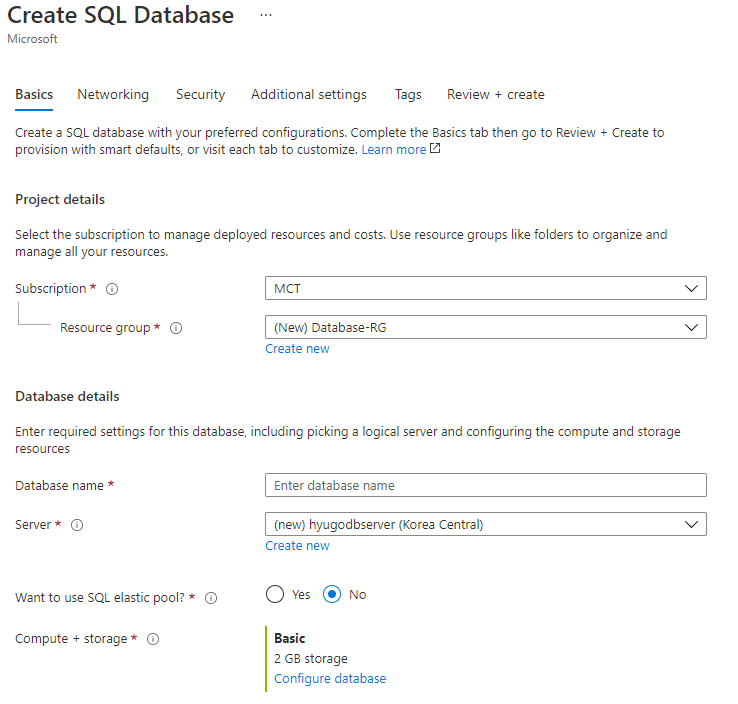 Create SQL Database ...
Microsoft
Basics Networking Security Additional settings Tags Review + create
Create a SQL database with your preferred configurations. Complete the Basics tab then go to Review + Create to
provision with smart defaults, or visit each tab to customize. Learn more
Project details
Select the subscription to manage deployed resources and costs. Use resource groups like folders to organize and
manage all your resources.
Subscription * MCT
Resource group * (New) Database-RG
Create new
Database details
Enter required settings for this database, including picking a logical server and configuring the compute and storage
resources
Database name * Enter database name
Server * (new) hyugodbserver (Korea Central)
Create new
Want to use SQL elastic pool? * Yes No
Compute + storage * Basic
2 GB storage
Configure database